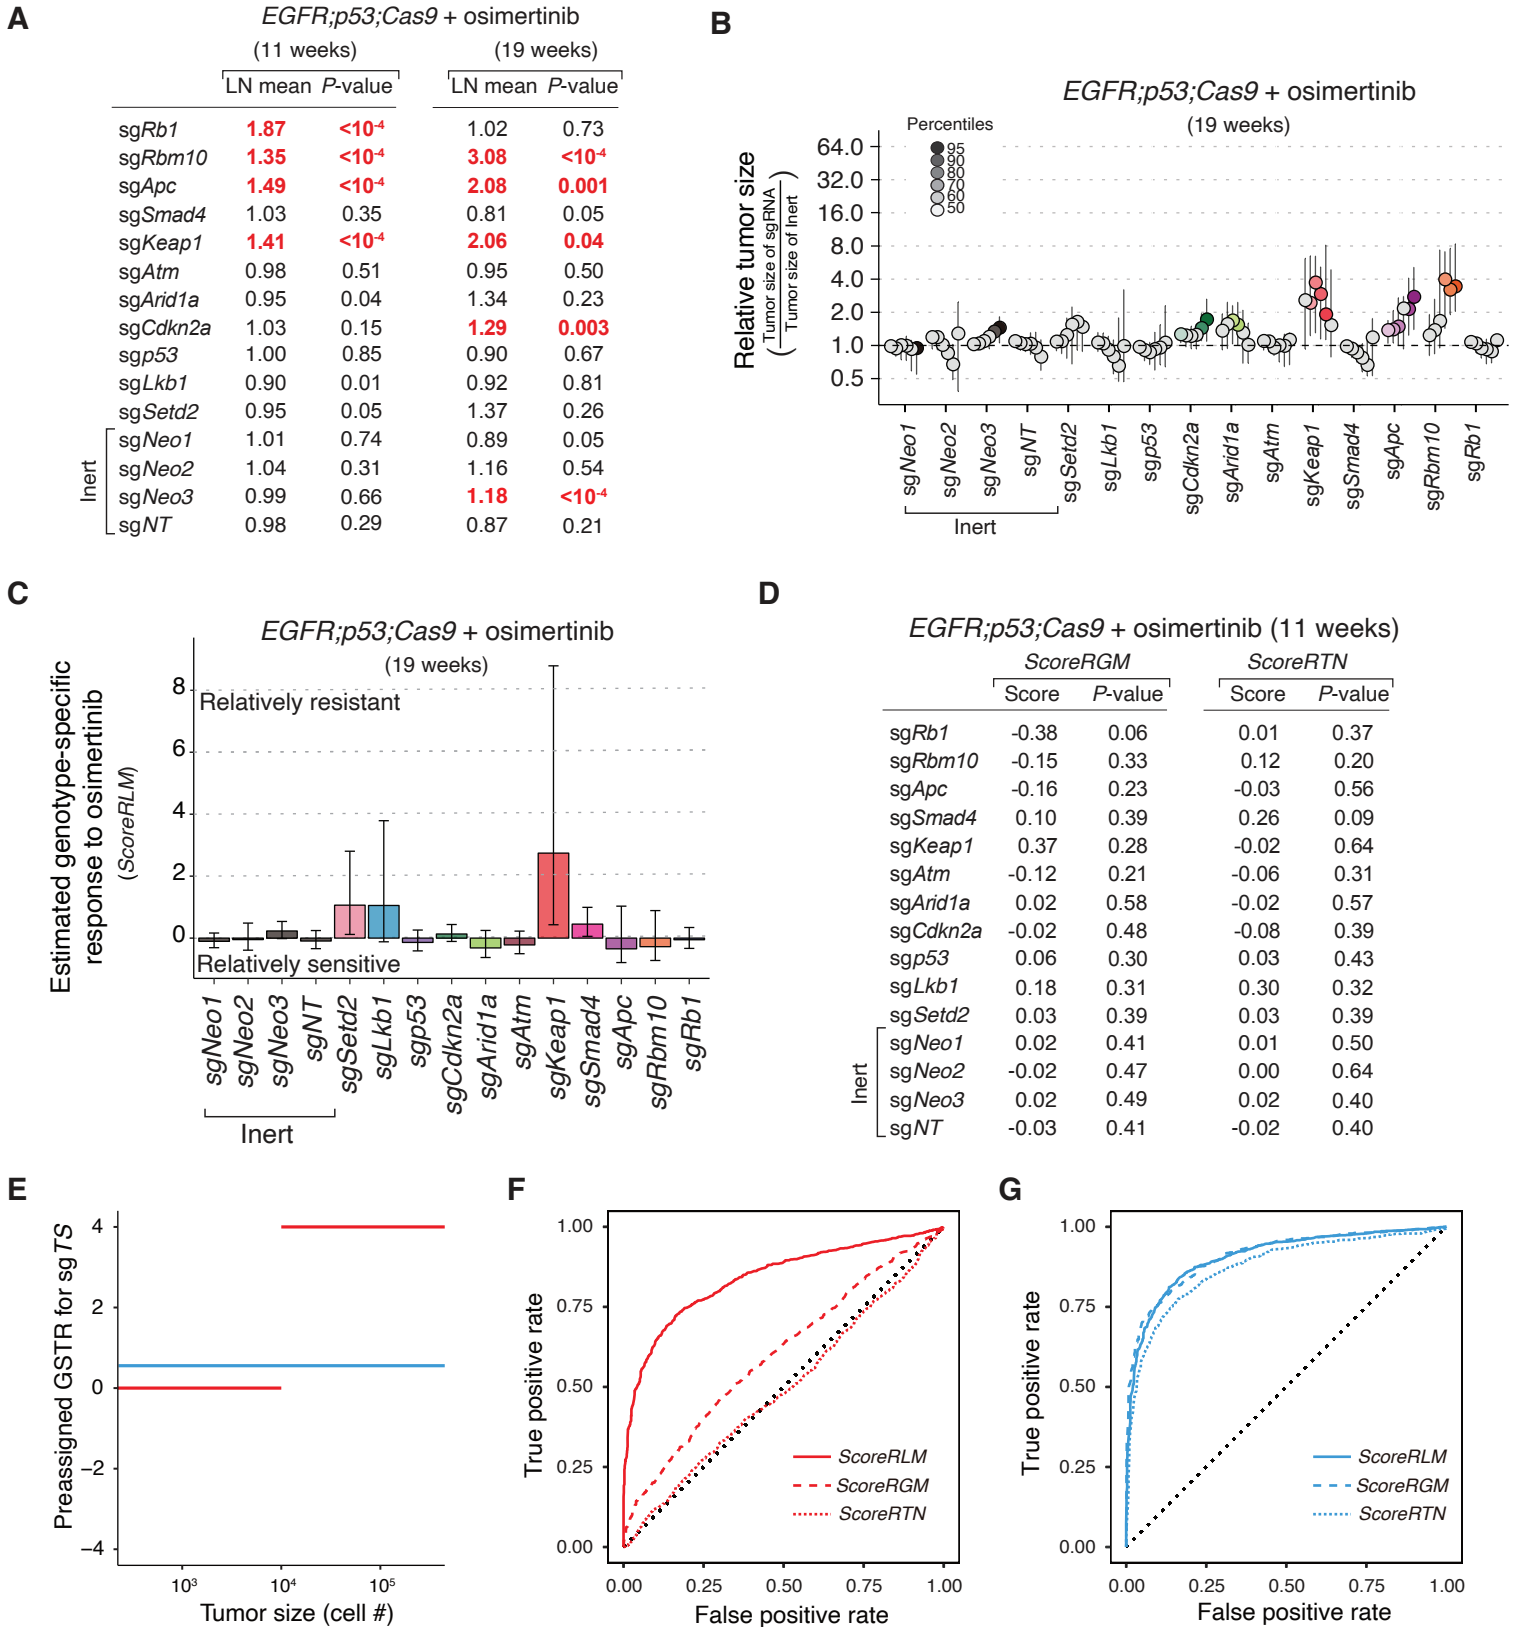 A
EGFR;p53;Cas9 + osimertinib
(11 weeks) (19 weeks)
LN mean P-value LN mean P-value
sgRb1 1.87 <10-4 1.02 0.73
sgRbm10 1.35 <10-4 3.08 <10-4
sgApc 1.49 <10-4 2.08 0.001
sgSmad4 1.03 0.35 0.81 0.05
sgKeap1 1.41 <10-4 2.06 0.04
sgAtm 0.98 0.51 0.95 0.50
sgArid1a 0.95 0.04 1.34 0.23
sgCdkn2a 1.03 0.15 1.29 0.003
sgp53 1.00 0.85 0.90 0.67
sgLkb1 0.90 0.01 0.92 0.81
sgSetd2 0.95 0.05 1.37 0.26
sgNeo1 1.01 0.74 0.89 0.05
sgNeo2 1.04 0.31 1.16 0.54
sgNeo3 0.99 0.66 1.18 <10-4
sgNT 0.98 0.29 0.87 0.21
Inert
B
EGFR;p53;Cas9 + osimertinib
(19 weeks)
Percentiles
95
90
80
70
60
50
Relative tumor size
(Tumor size of sgRNA
Tumor size of Inert)
64.0
32.0
16.0
8.0
4.0
2.0
1.0
0.5
sgNeo1
sgNeo2
sgNeo3
sgNT
sgSetd2
sgLkb1
sgp53
sgCdkn2a
sgArid1a
sgAtm
sgKeap1
sgSmad4
sgApc
sgRbm10
sgRb1
Inert
C
EGFR;p53;Cas9 + osimertinib
(19 weeks)
Estimated genotype-specific
response to osimertinib
(ScoreRLM)
8
6
4
2
0
Relatively resistant
Relatively sensitive
sgNeo1
sgNeo2
sgNeo3
sgNT
sgSetd2
sgLkb1
sgp53
sgCdkn2a
sgArid1a
sgAtm
sgKeap1
sgSmad4
sgApc
sgRbm10
sgRb1
Inert
D
EGFR;p53;Cas9 + osimertinib (11 weeks)
ScoreRGM ScoreRTN
Score P-value Score P-value
sgRb1 -0.38 0.06 0.01 0.37
sgRbm10 -0.15 0.33 0.12 0.20
sgApc -0.16 0.23 -0.03 0.56
sgSmad4 0.10 0.39 0.26 0.09
sgKeap1 0.37 0.28 -0.02 0.64
sgAtm -0.12 0.21 -0.06 0.31
sgArid1a 0.02 0.58 -0.02 0.57
sgCdkn2a -0.02 0.48 -0.08 0.39
sgp53 0.06 0.30 0.03 0.43
sgLkb1 0.18 0.31 0.30 0.32
sgSetd2 0.03 0.39 0.03 0.39
sgNeo1 0.02 0.41 0.01 0.50
sgNeo2 -0.02 0.47 0.00 0.64
sgNeo3 0.02 0.49 0.02 0.40
sgNT -0.03 0.41 -0.02 0.40
Inert
E
Preassigned GSTR for sgTS
4
2
0
−2
−4
10³ 10⁴ 10⁵
Tumor size (cell #)
F
True positive rate
1.00
0.75
0.50
0.25
0.00
ScoreRLM
ScoreRGM
ScoreRTN
0.00 0.25 0.50 0.75 1.00
False positive rate
G
True positive rate
1.00
0.75
0.50
0.25
0.00
ScoreRLM
ScoreRGM
ScoreRTN
0.00 0.25 0.50 0.75 1.00
False positive rate